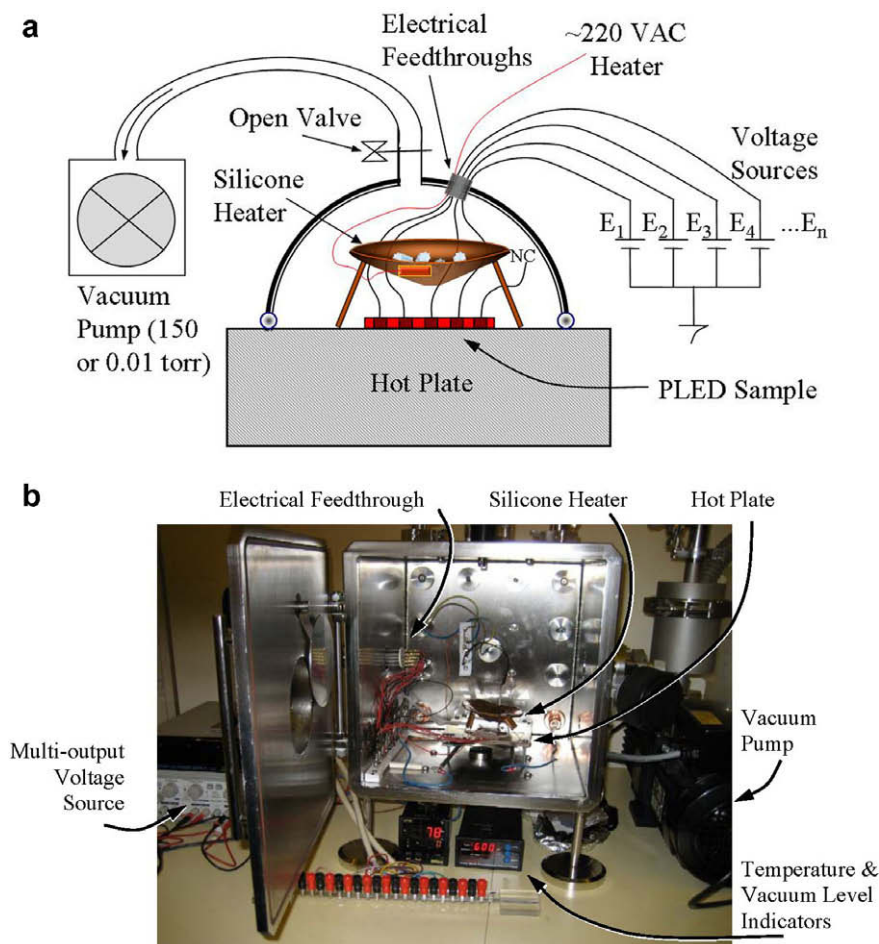 a
Electrical
Feedthroughs
~220 VAC
Heater
Open Valve
Silicone
Heater
Voltage
Sources
E1 E2 E3 E4 ...En
NC
Vacuum
Pump (150
or 0.01 torr)
Hot Plate
PLED Sample
b
Electrical Feedthrough
Silicone Heater
Hot Plate
Multi-output
Voltage
Source
Vacuum
Pump
78
600
Temperature &
Vacuum Level
Indicators